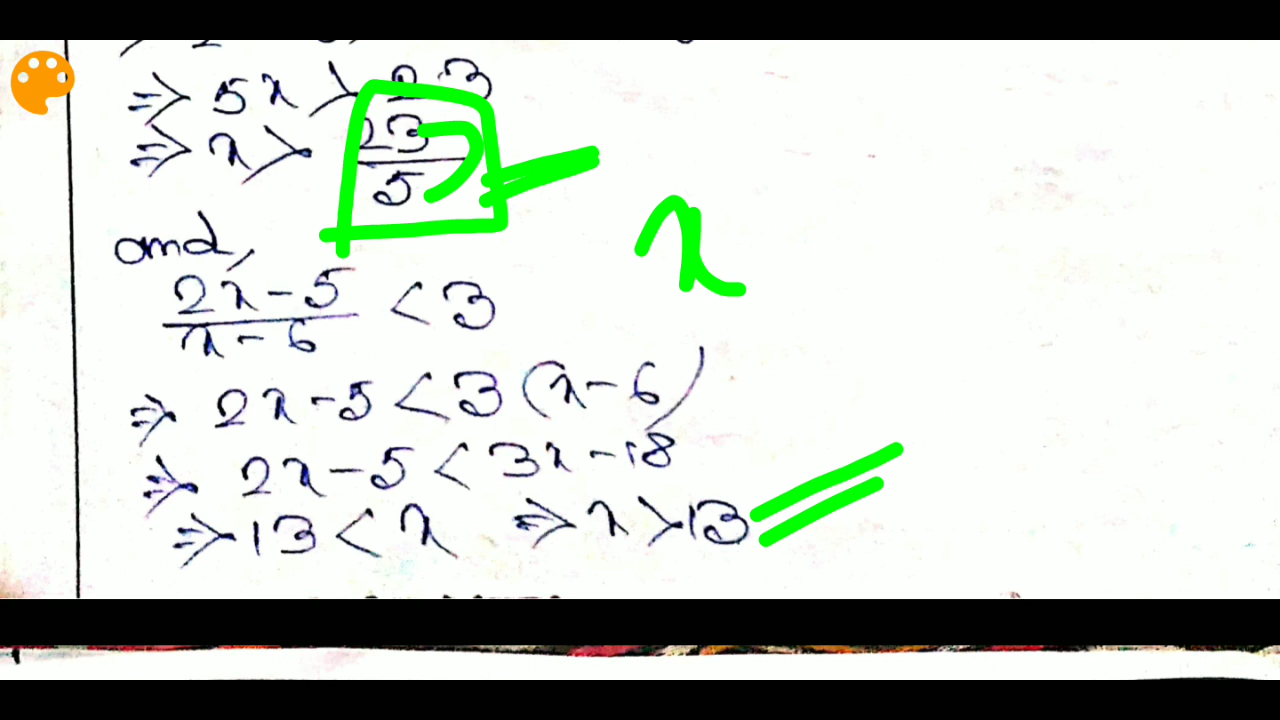 ⇒ 5x > 23
⇒ x > 23/5
and,
(2x-5)/(x-6) < 3
x
⇒ 2x-5 < 3(x-6)
⇒ 2x-5 < 3x-18
⇒ 13 < x ⇒ x > 13